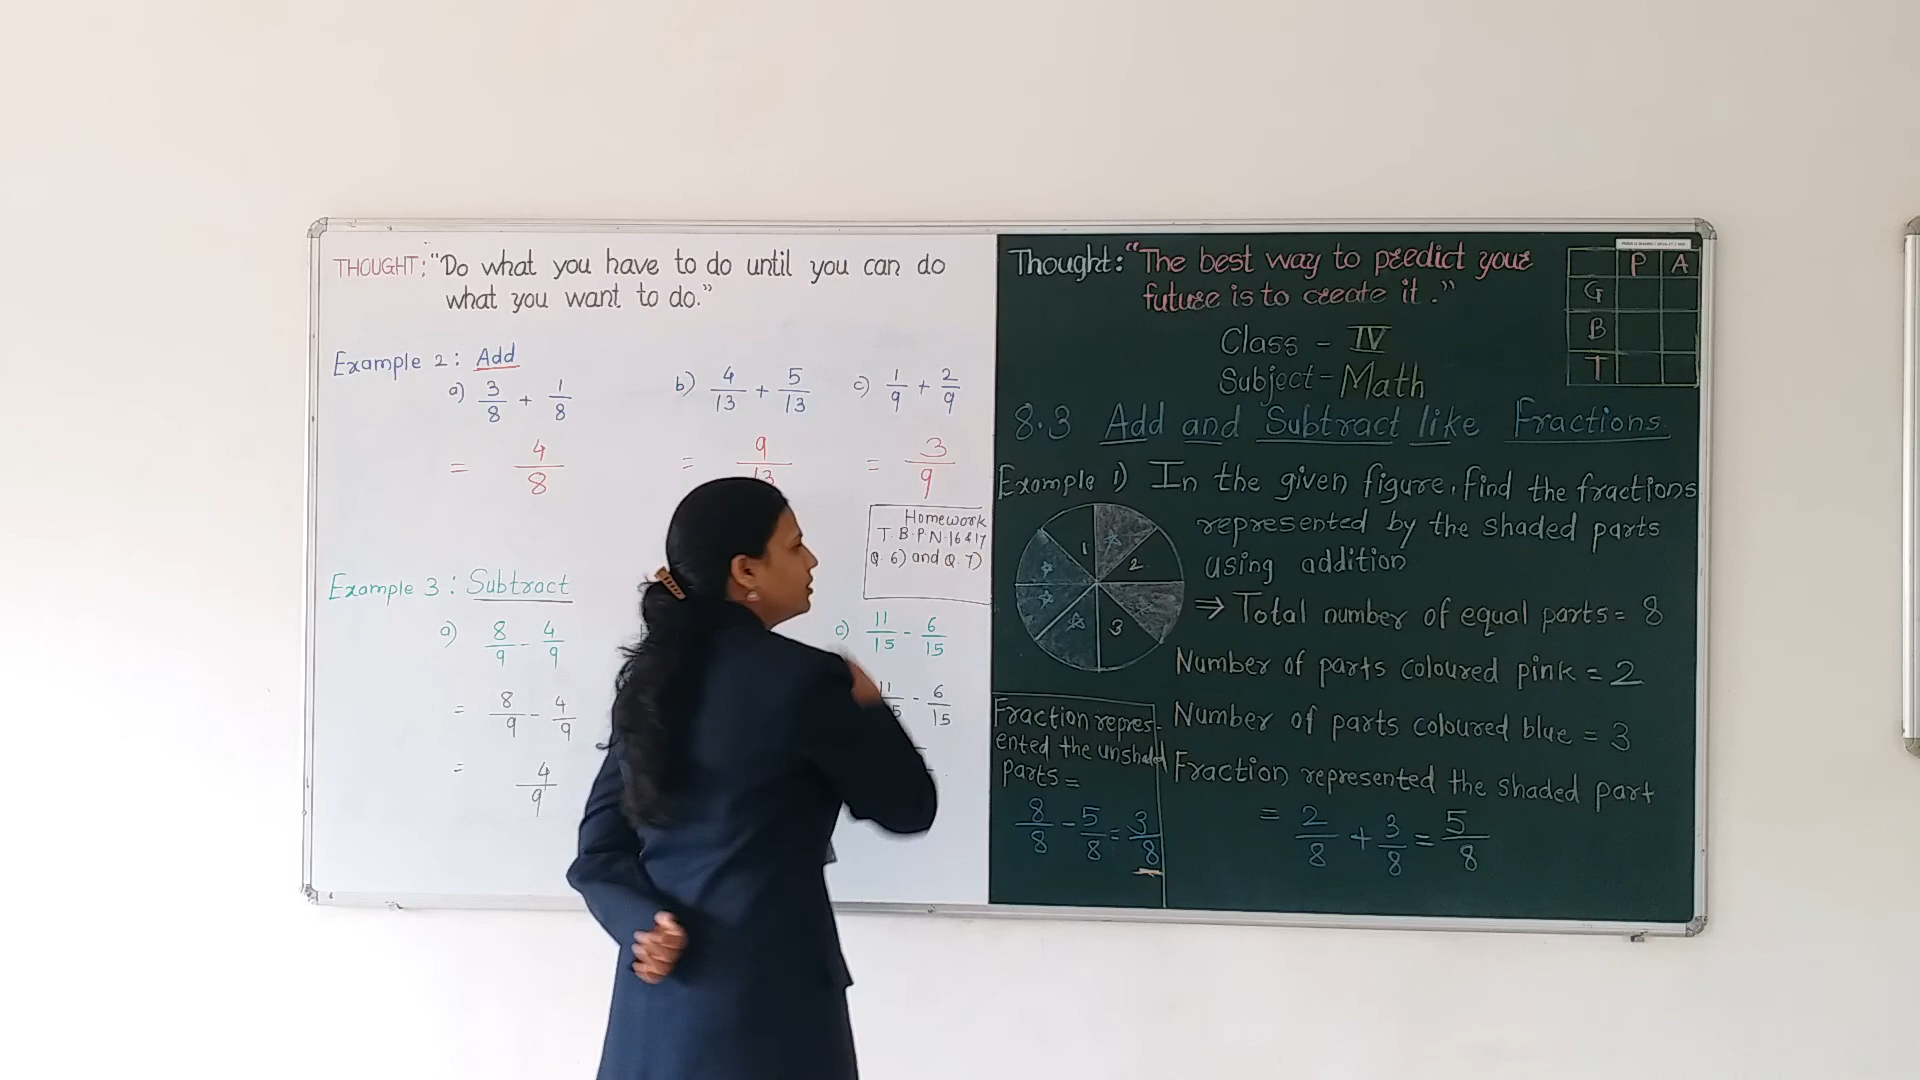 THOUGHT: "Do what you have to do until you can do
what you want to do."
Example 2: Add
a) 3/8 + 1/8
b) 4/13 + 5/13
c) 1/9 + 2/9
= 4/8
= 9/13
= 3/9
Homework
T.B.P.N. 16 & 17
Q. 6) and Q. 7)
Example 3: Subtract
a) 8/9 - 4/9
c) 11/15 - 6/15
= 8/9 - 4/9
11/15 - 6/15
= 4/9
Thought: "The best way to predict your
future is to create it."
P A
G
B
T
Class - IV
Subject - Math
8.3 Add and Subtract like Fractions.
Example 1) In the given figure, find the fractions
represented by the shaded parts
using addition
1
2
3
⇒ Total number of equal parts = 8
Number of parts coloured pink = 2
Number of parts coloured blue = 3
Fraction represented the shaded part
= 2/8 + 3/8 = 5/8
Fraction repres-
ented the unshaded
parts =
8/8 - 5/8 = 3/8